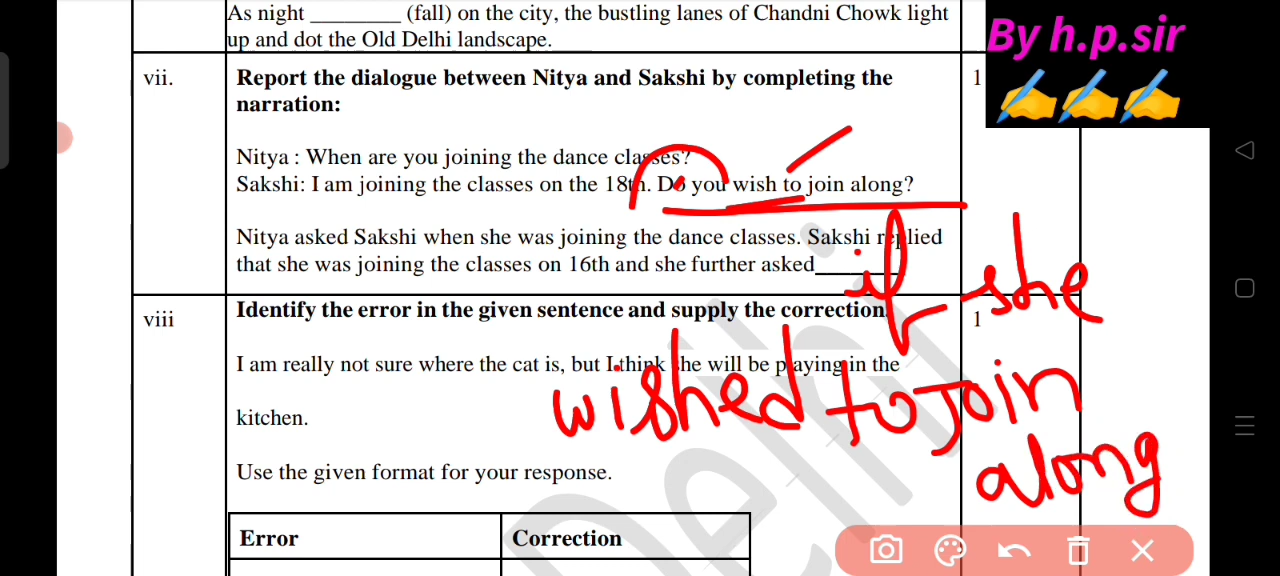 As night ________ (fall) on the city, the bustling lanes of Chandni Chowk light
up and dot the Old Delhi landscape.
By h.p.sir
vii.
Report the dialogue between Nitya and Sakshi by completing the
narration:
1
Nitya : When are you joining the dance classes?
Sakshi: I am joining the classes on the 18th. Do you wish to join along?
Nitya asked Sakshi when she was joining the dance classes. Sakshi replied
that she was joining the classes on 16th and she further asked________
if she
wished to join
along
viii
Identify the error in the given sentence and supply the correction.
1
I am really not sure where the cat is, but I think she will be playing in the
kitchen.
Use the given format for your response.
Error
Correction
Delhi